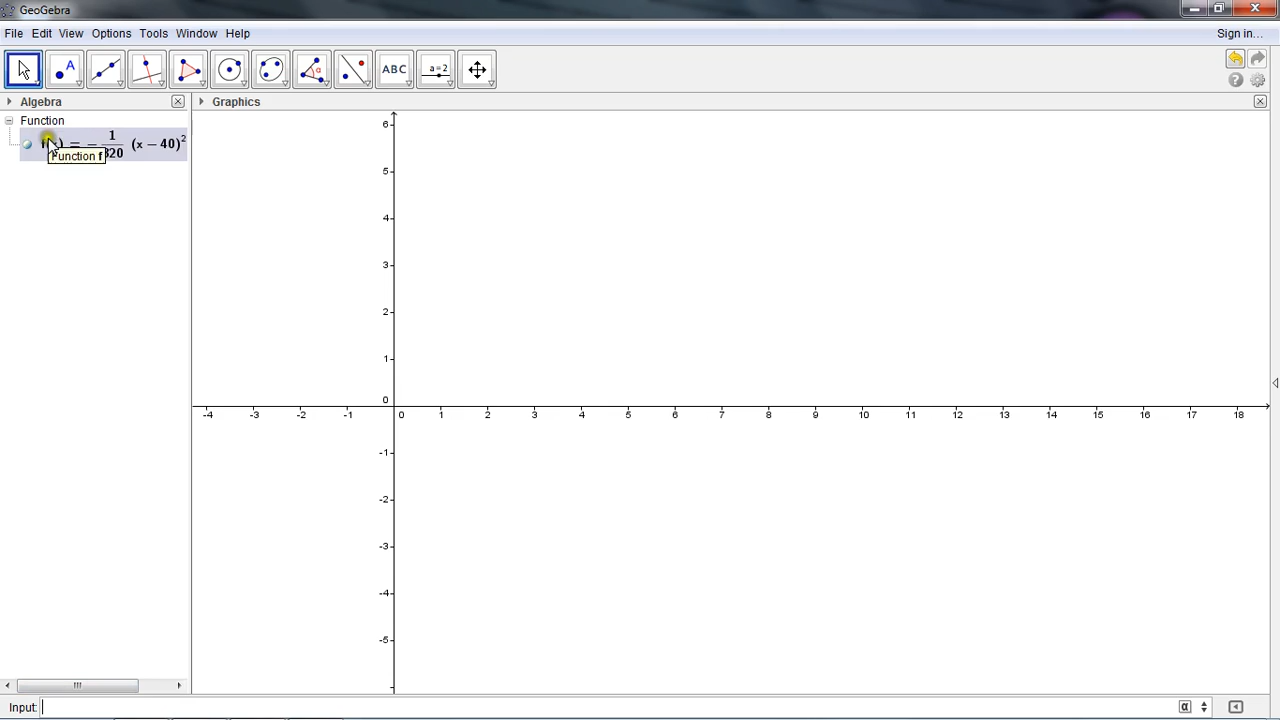 GeoGebra
File Edit View Options Tools Window Help Sign in...
A ABC a=2
Algebra Graphics
Function
= − 1/320 (x − 40)²
Function f
6
5
4
3
2
1
0
-4 -3 -2 -1 0 1 2 3 4 5 6 7 8 9 10 11 12 13 14 15 16 17 18
-1
-2
-3
-4
-5
Input: α